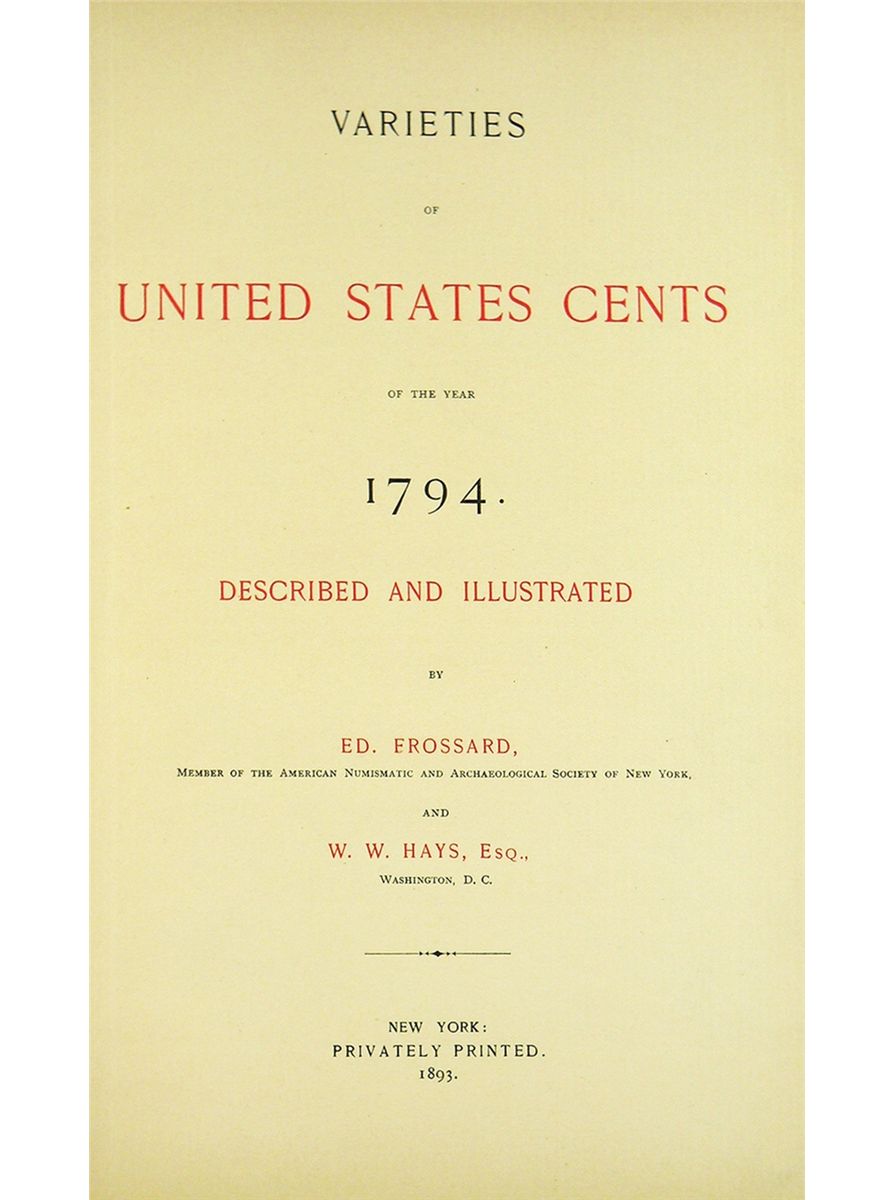 VARIETIES
OF
UNITED STATES CENTS
OF THE YEAR
1794.
DESCRIBED AND ILLUSTRATED
BY
ED. FROSSARD,
MEMBER OF THE AMERICAN NUMISMATIC AND ARCHAEOLOGICAL SOCIETY OF NEW YORK,
AND
W. W. HAYS, ESQ.,
WASHINGTON, D. C.
NEW YORK:
PRIVATELY PRINTED.
1893.